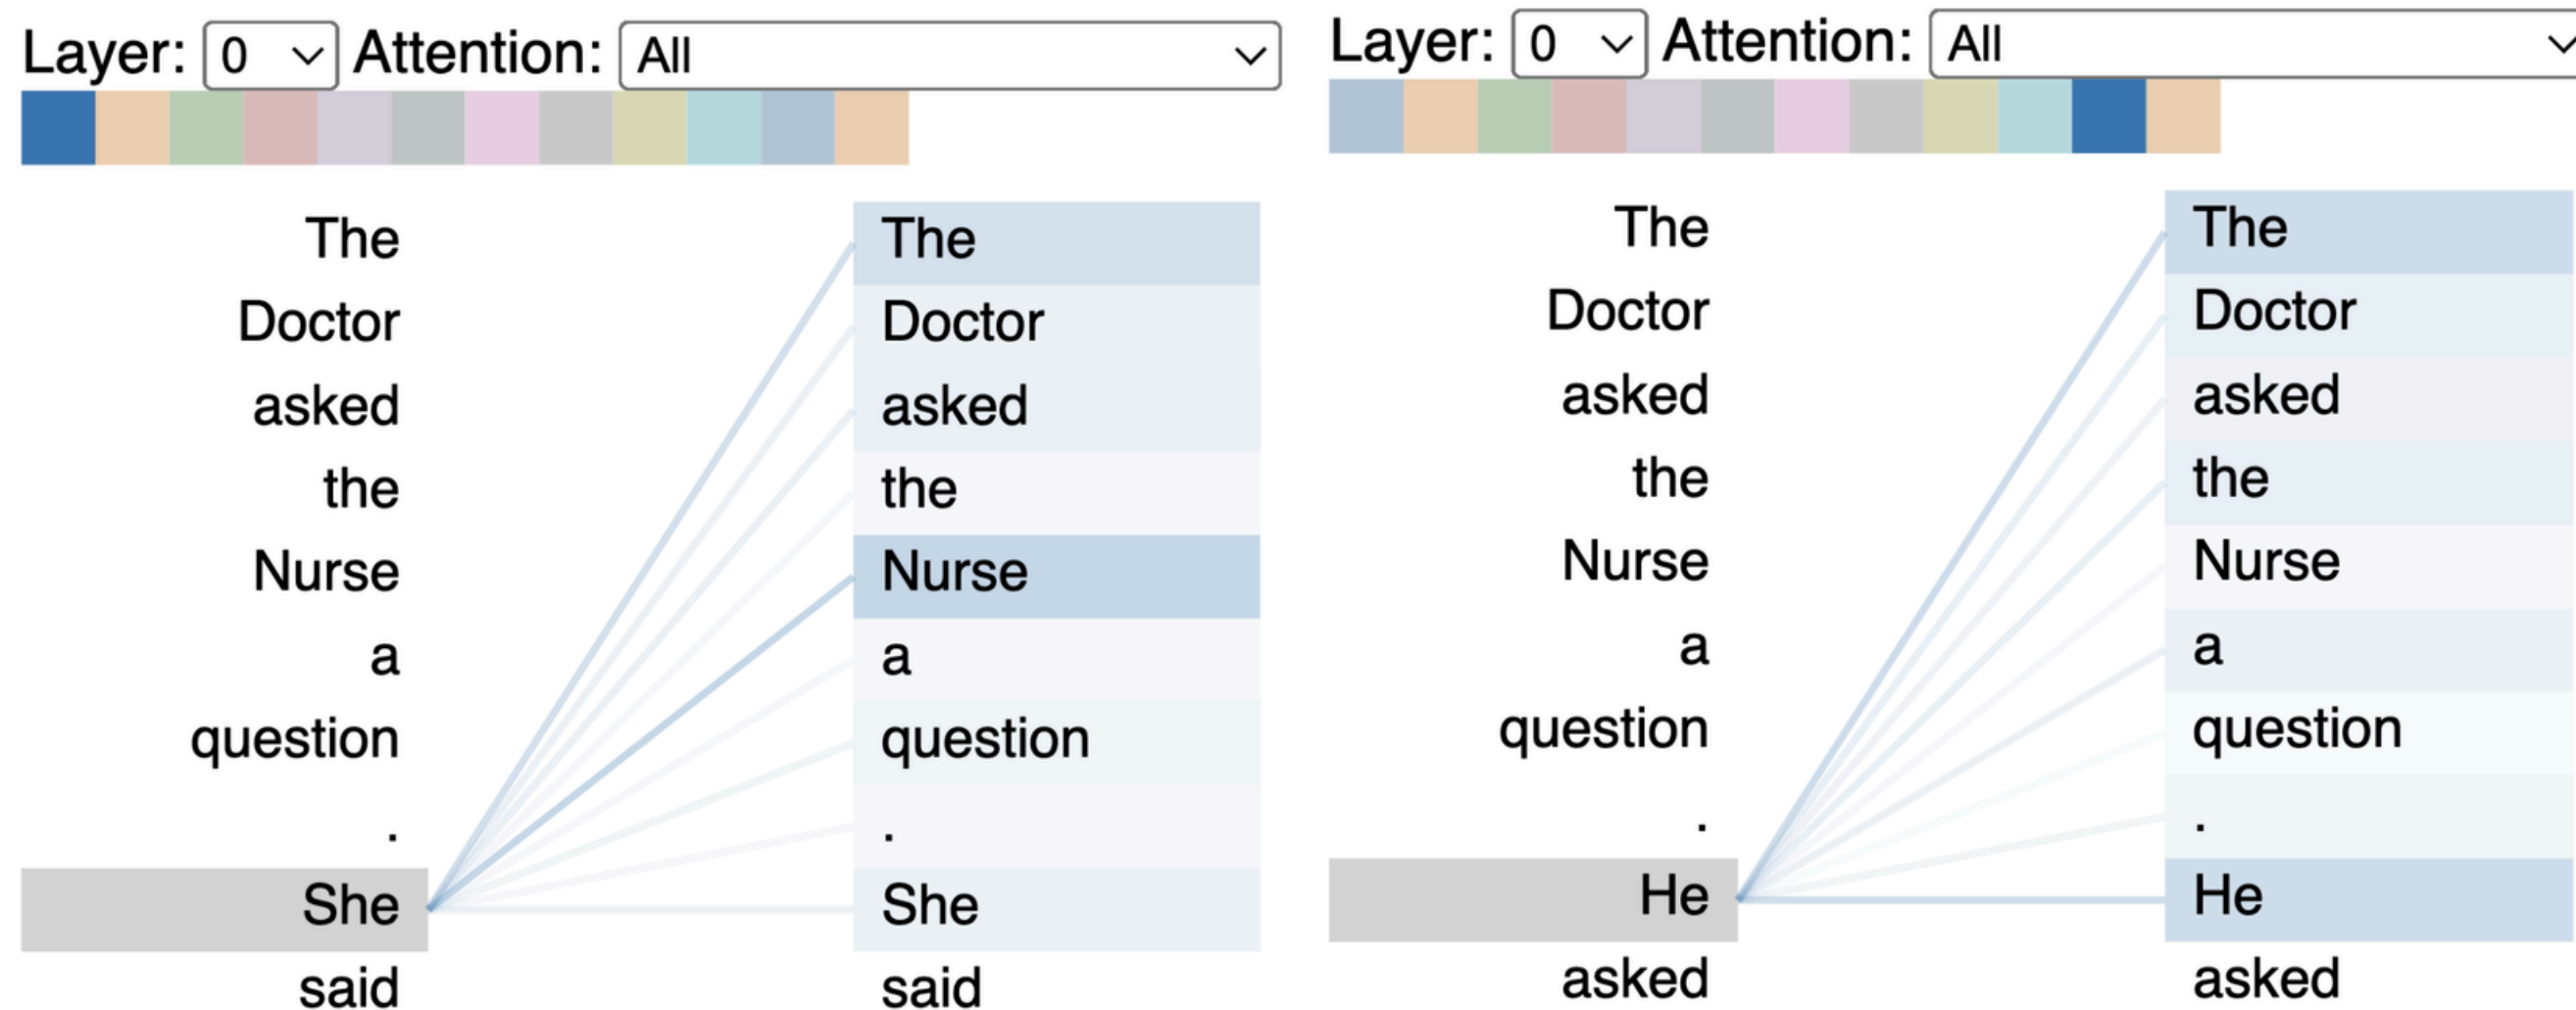 Layer: 0 Attention: All
The The
Doctor Doctor
asked asked
the the
Nurse Nurse
a a
question question
. .
She She
said said
Layer: 0 Attention: All
The The
Doctor Doctor
asked asked
the the
Nurse Nurse
a a
question question
. .
He He
asked asked